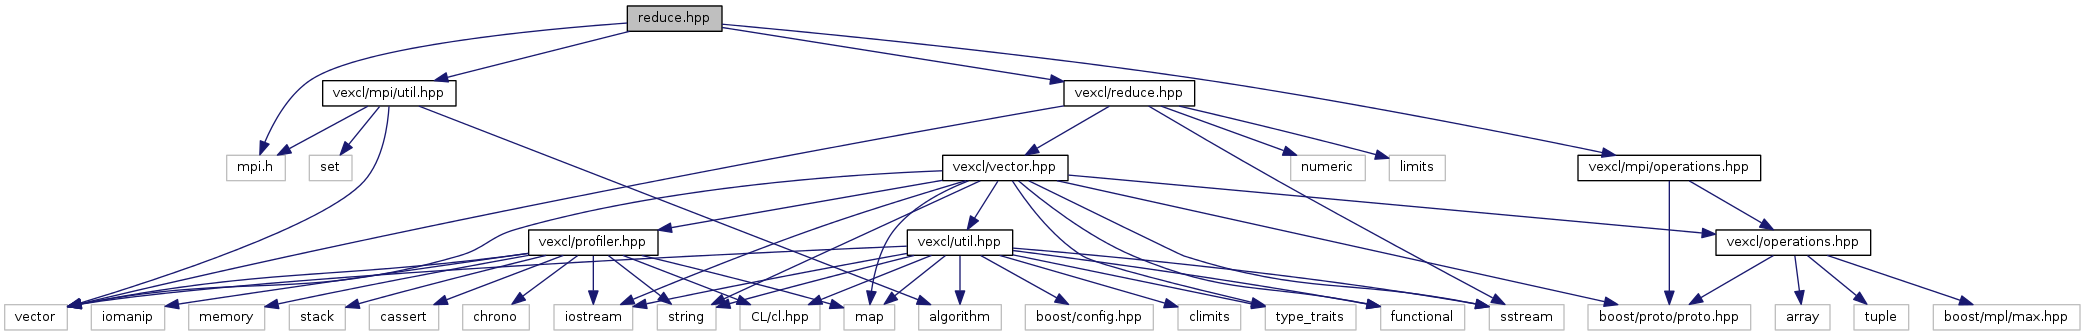 reduce.hpp
vexcl/mpi/util.hpp
vexcl/reduce.hpp
mpi.h
set
vexcl/vector.hpp
numeric
limits
vexcl/mpi/operations.hpp
vexcl/profiler.hpp
vexcl/util.hpp
vexcl/operations.hpp
vector
iomanip
memory
stack
cassert
chrono
iostream
string
CL/cl.hpp
map
algorithm
boost/config.hpp
climits
type_traits
functional
sstream
boost/proto/proto.hpp
array
tuple
boost/mpl/max.hpp